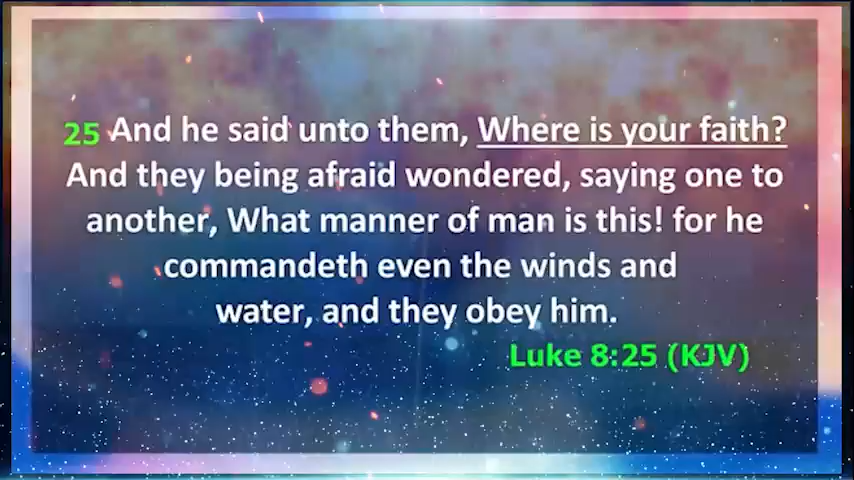 25 And he said unto them, Where is your faith?
And they being afraid wondered, saying one to
another, What manner of man is this! for he
commandeth even the winds and
water, and they obey him.
Luke 8:25 (KJV)